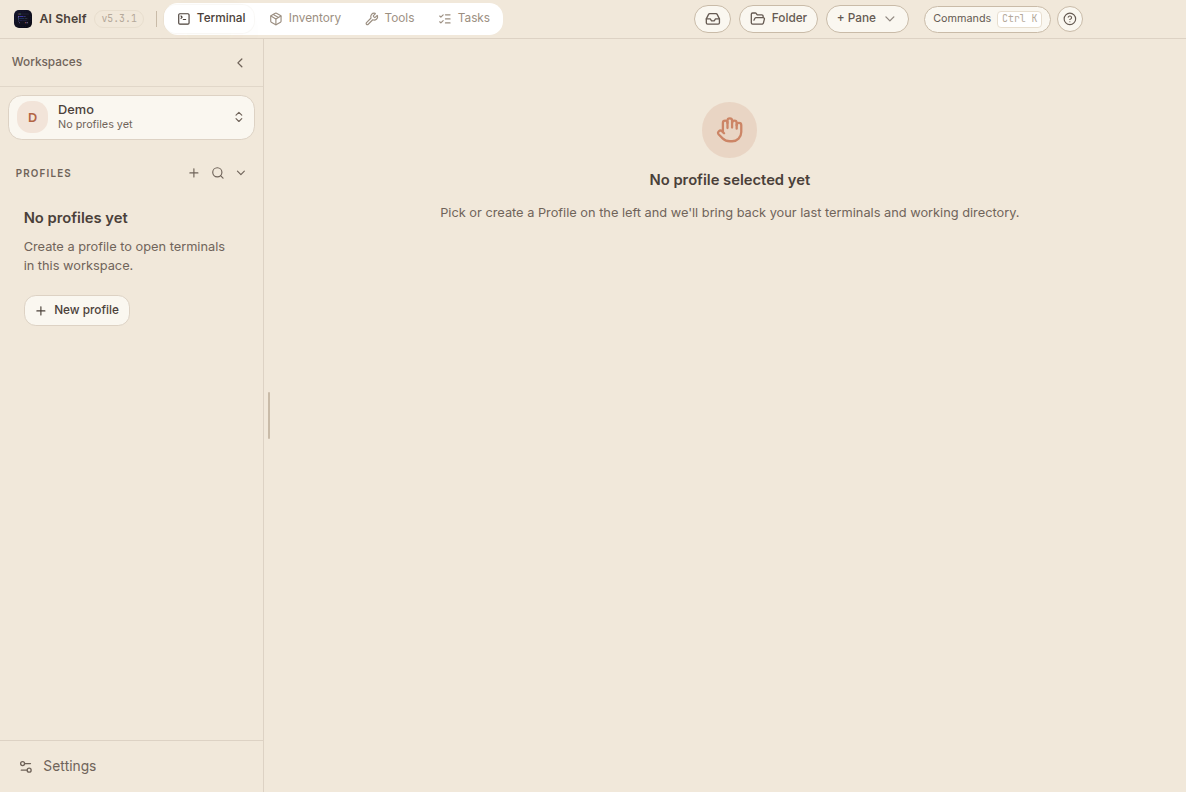 AI Shelf
v5.3.1
Terminal
Inventory
Tools
Tasks
Folder
+ Pane
Commands
Ctrl K
Workspaces
D
Demo
No profiles yet
PROFILES
No profiles yet
Create a profile to open terminals
in this workspace.
New profile
No profile selected yet
Pick or create a Profile on the left and we'll bring back your last terminals and working directory.
Settings